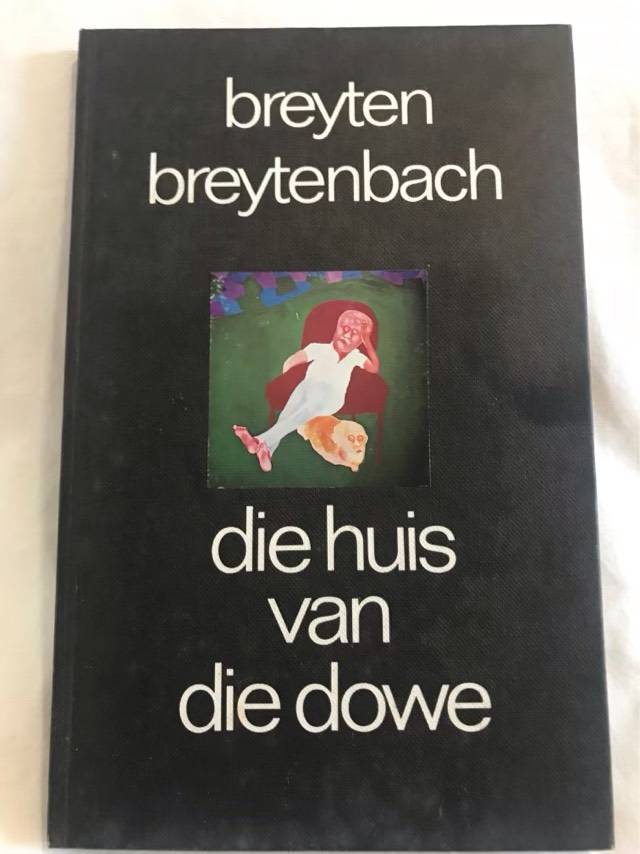 breyten
breytenbach
die huis
van
die dowe